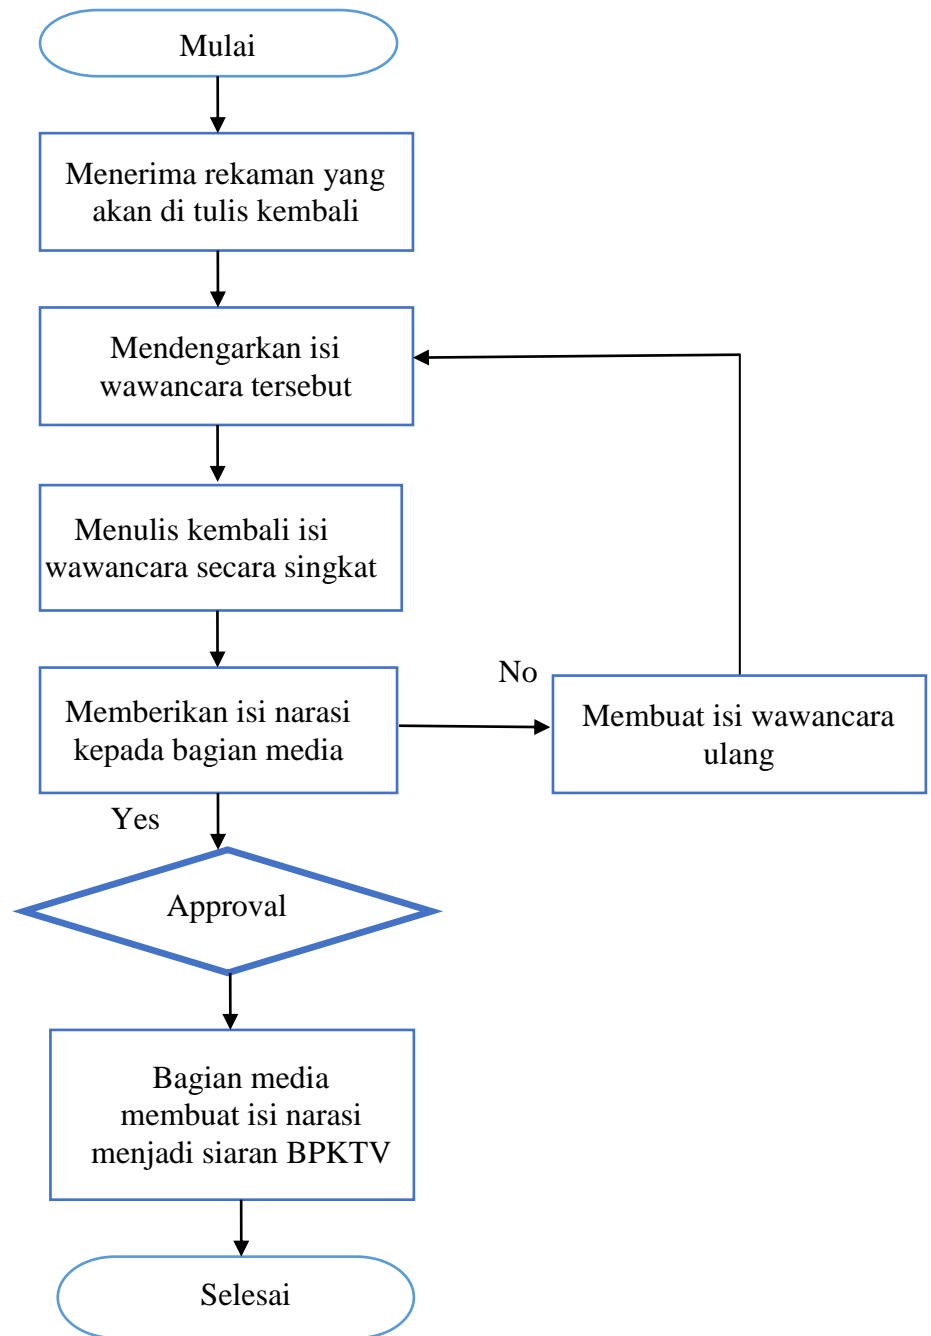 Mulai
Menerima rekaman yang
akan di tulis kembali
Mendengarkan isi
wawancara tersebut
Menulis kembali isi
wawancara secara singkat
No
Memberikan isi narasi
kepada bagian media
Membuat isi wawancara
ulang
Yes
Approval
Bagian media
membuat isi narasi
menjadi siaran BPKTV
Selesai